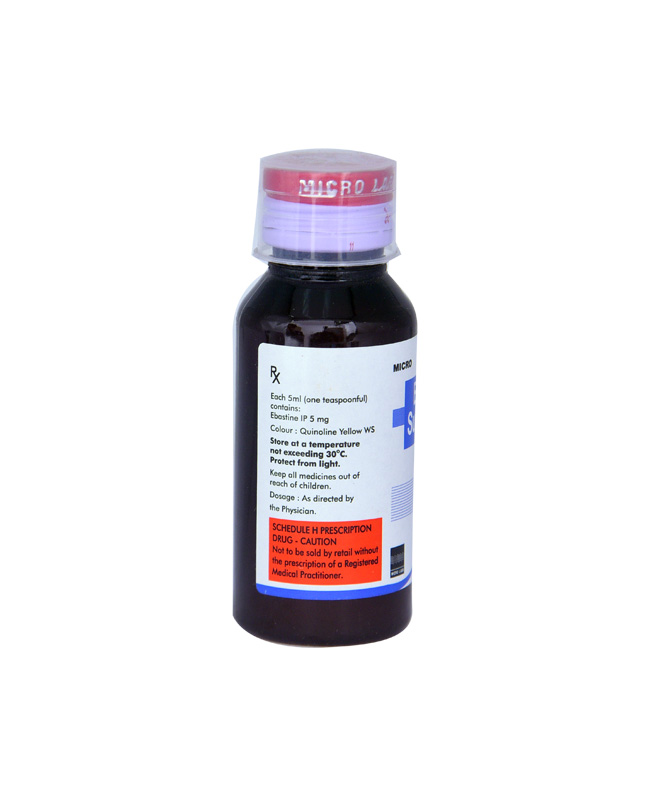 MICRO LA
Rx
Each 5ml (one teaspoonful)
contains:
Ebastine IP 5 mg
Colour : Quinoline Yellow WS
Store at a temperature
not exceeding 30°C.
Protect from light.
Keep all medicines out of
reach of children.
Dosage : As directed by
the Physician.
SCHEDULE H PRESCRIPTION
DRUG - CAUTION
Not to be sold by retail without
the prescription of a Registered
Medical Practitioner.
MICRO